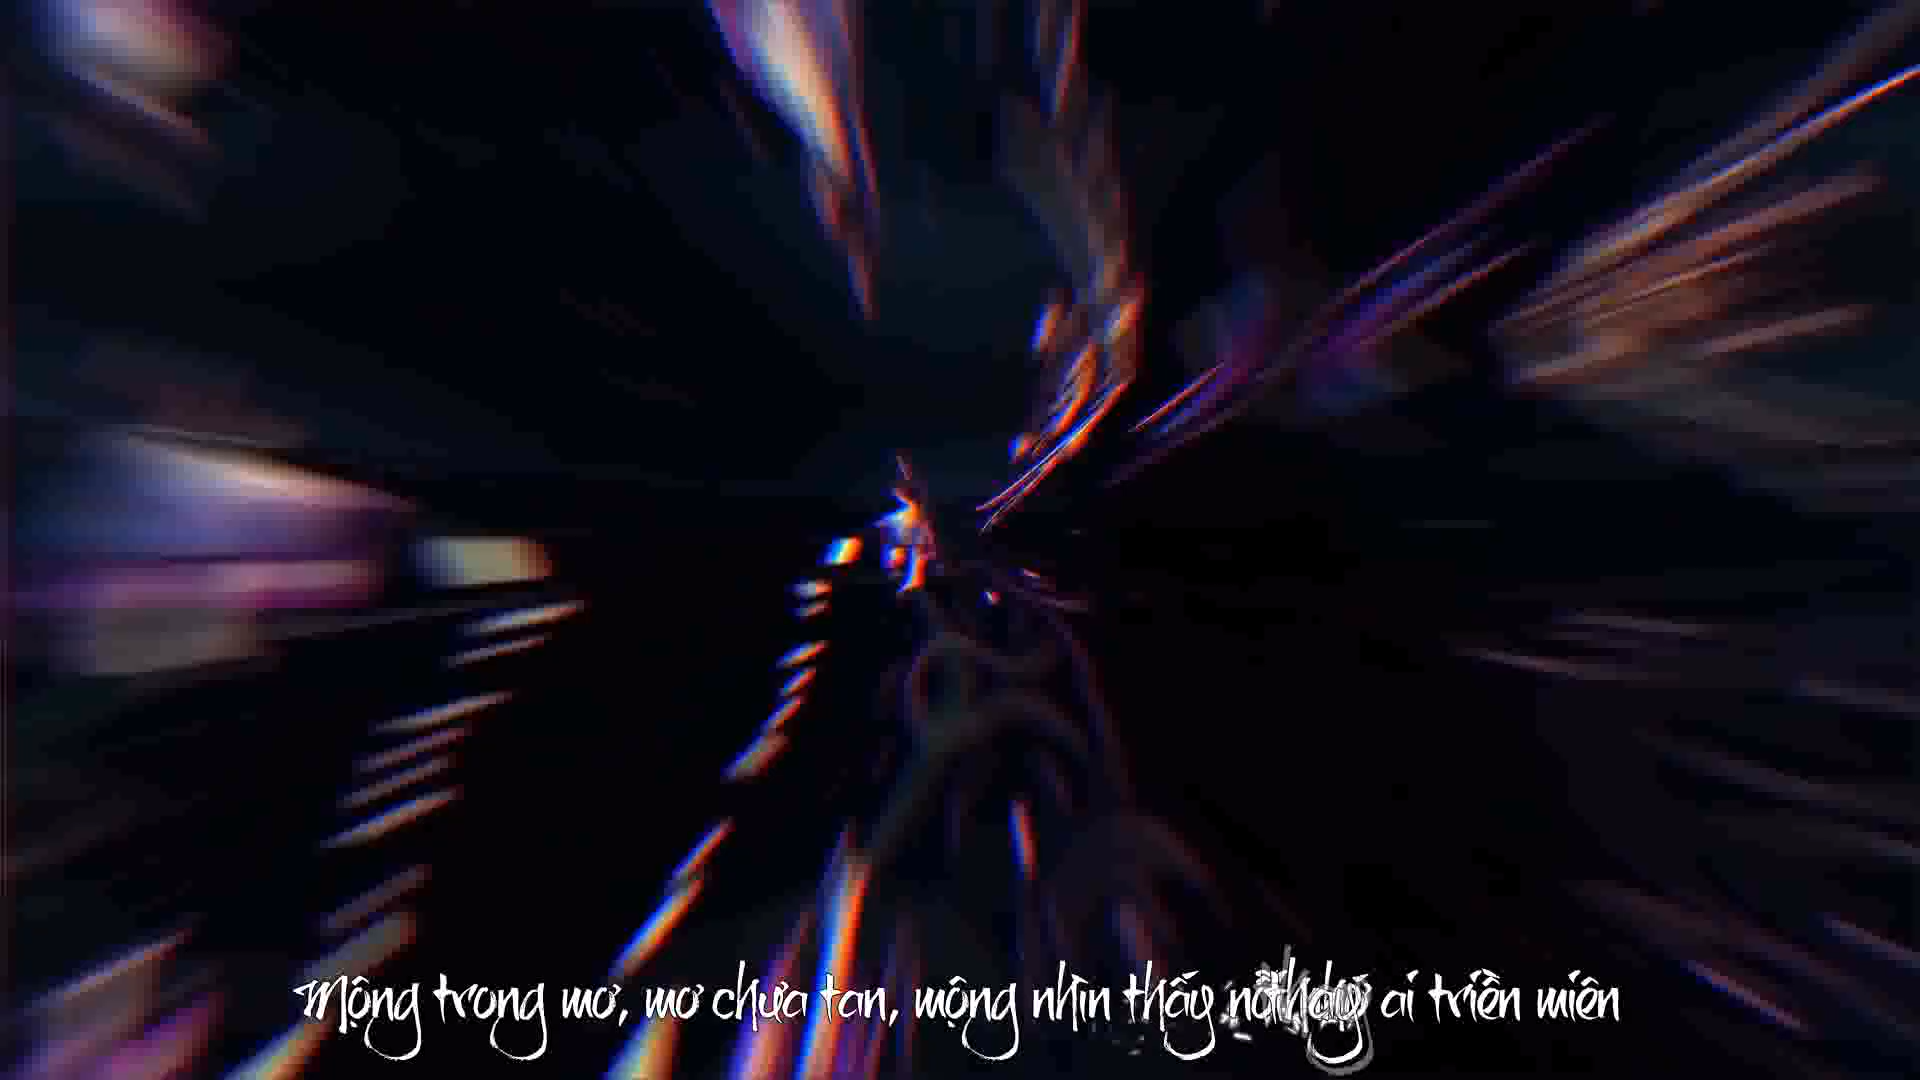 Mộng trong mơ, mơ chưa tan, mộng nhìn thấy ai triền miên